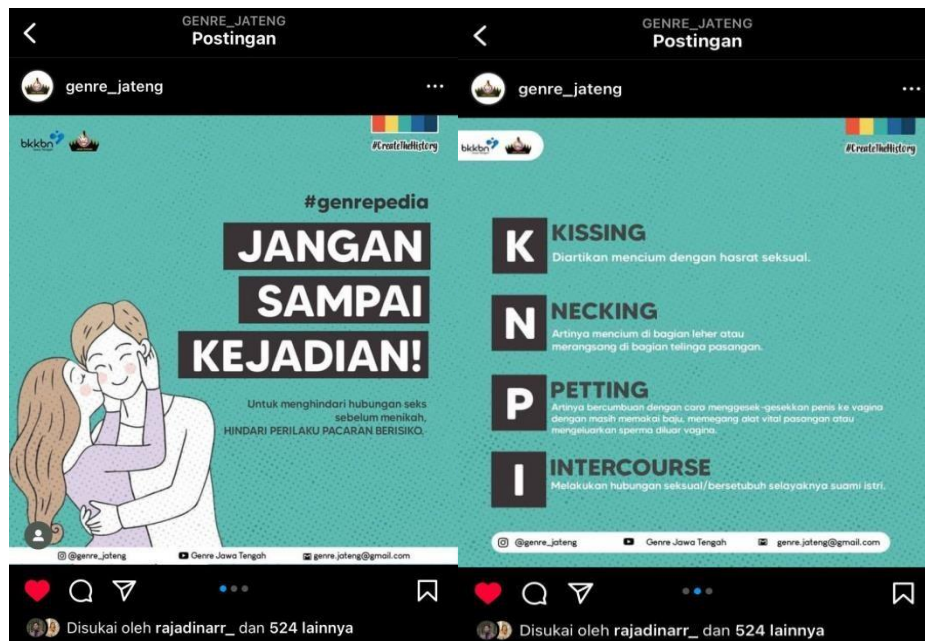 GENRE_JATENG
Postingan
genre_jateng
bkkbn
#CreateTheHistory
#genrepedia
JANGAN
SAMPAI
KEJADIAN!
Untuk menghindari hubungan seks
sebelum menikah,
HINDARI PERILAKU PACARAN BERISIKO.
@genre_jateng
Genre Jawa Tengah
genre.jateng@gmail.com
Disukai oleh rajadinarr_ dan 524 lainnya
GENRE_JATENG
Postingan
genre_jateng
bkkbn
#CreateTheHistory
K
KISSING
Diartikan mencium dengan hasrat seksual.
N
NECKING
Artinya mencium di bagian leher atau
merangsang di bagian telinga pasangan.
P
PETTING
Artinya bercumbuan dengan cara menggesek-gesekkan penis ke vagina
dengan masih memakai baju, memegang alat vital pasangan atau
mengeluarkan sperma diluar vagina.
I
INTERCOURSE
Melakukan hubungan seksual/bersetubuh selayaknya suami istri.
@genre_jateng
Genre Jawa Tengah
genre.jateng@gmail.com
Disukai oleh rajadinarr_ dan 524 lainnya